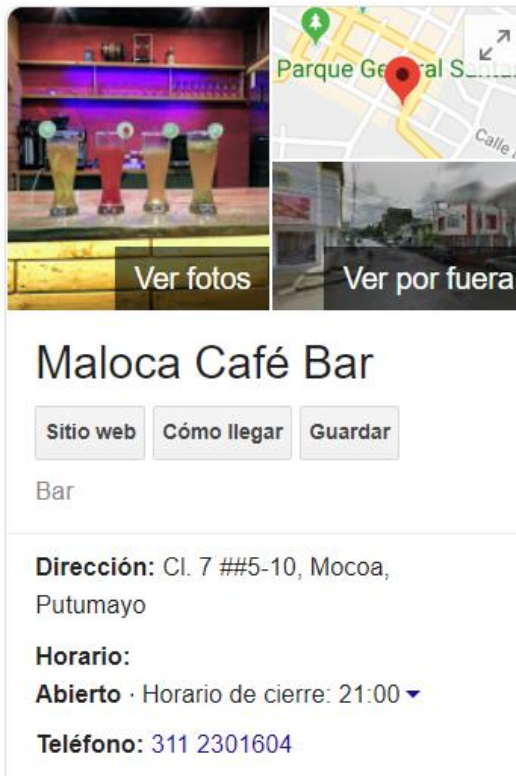 Parque General Santan
Calle
Ver fotos
Ver por fuera
Maloca Café Bar
Sitio web
Cómo llegar
Guardar
Bar
Dirección: Cl. 7 ##5-10, Mocoa,
Putumayo
Horario:
Abierto · Horario de cierre: 21:00
Teléfono: 311 2301604